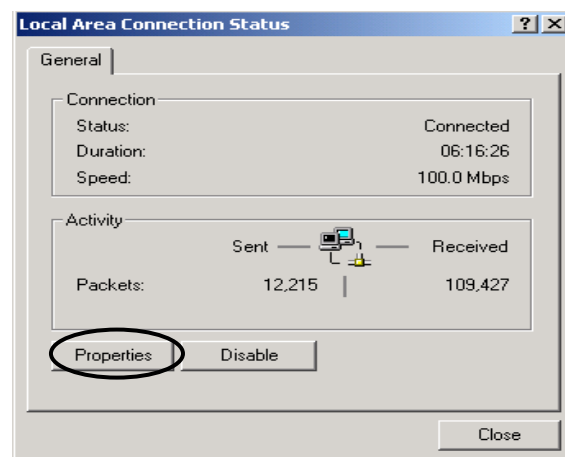 Local Area Connection Status ? ×
General
Connection
Status: Connected
Duration: 06:16:26
Speed: 100.0 Mbps
Activity
Sent Received
Packets: 12,215 109,427
Properties Disable
Close